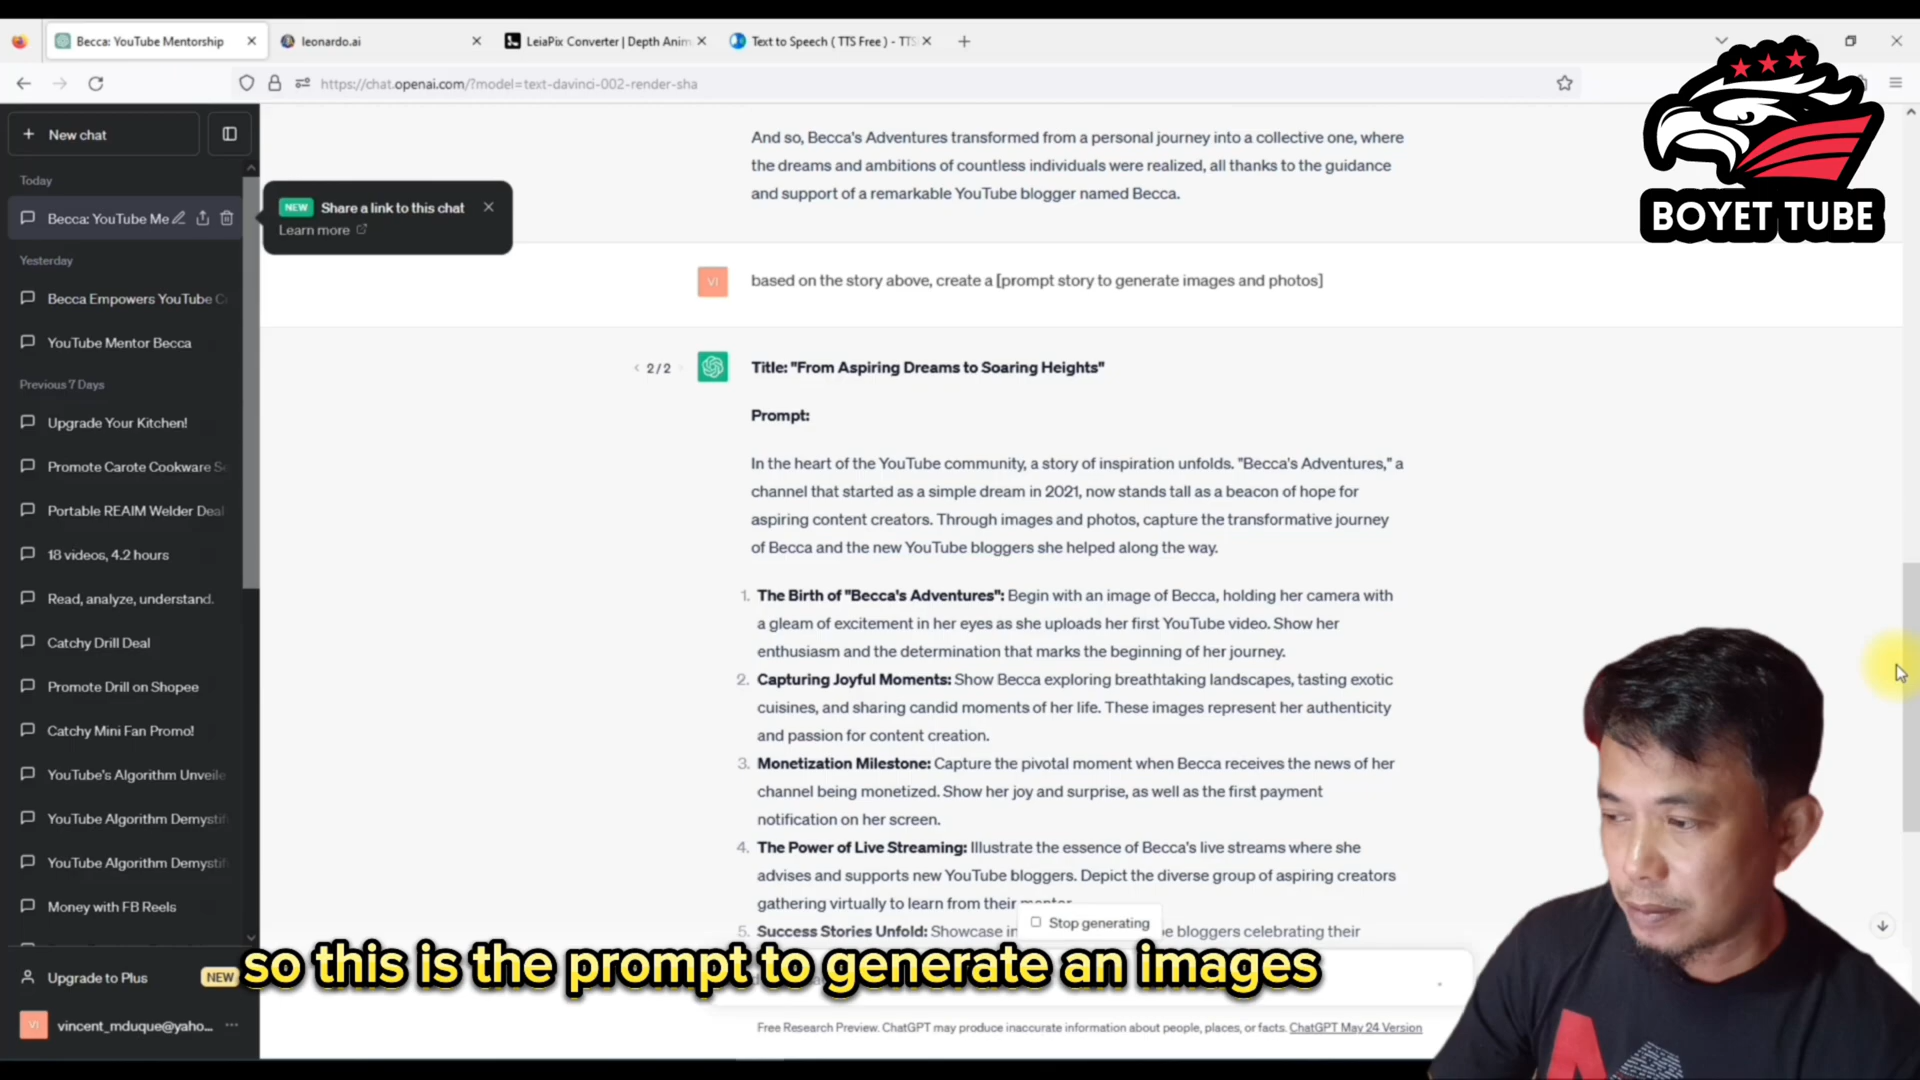 Becca: YouTube Mentorship
leonardo.ai
LeiaPix Converter | Depth Anim
Text to Speech ( TTS Free ) - TTS
https://chat.openai.com/?model=text-davinci-002-render-sha
BOYET TUBE
New chat
Today
Becca: YouTube Me
Yesterday
Becca Empowers YouTube C
YouTube Mentor Becca
Previous 7 Days
Upgrade Your Kitchen!
Promote Carote Cookware S
Portable REAIM Welder Deal
18 videos, 4.2 hours
Read, analyze, understand.
Catchy Drill Deal
Promote Drill on Shopee
Catchy Mini Fan Promo!
YouTube's Algorithm Unveile
YouTube Algorithm Demystif
YouTube Algorithm Demystif
Money with FB Reels
Upgrade to Plus NEW
VI vincent_mduque@yaho...
NEW Share a link to this chat
Learn more
And so, Becca's Adventures transformed from a personal journey into a collective one, where
the dreams and ambitions of countless individuals were realized, all thanks to the guidance
and support of a remarkable YouTube blogger named Becca.
VI based on the story above, create a [prompt story to generate images and photos]
2/2
Title: "From Aspiring Dreams to Soaring Heights"
Prompt:
In the heart of the YouTube community, a story of inspiration unfolds. "Becca's Adventures," a
channel that started as a simple dream in 2021, now stands tall as a beacon of hope for
aspiring content creators. Through images and photos, capture the transformative journey
of Becca and the new YouTube bloggers she helped along the way.
1. The Birth of "Becca's Adventures": Begin with an image of Becca, holding her camera with
a gleam of excitement in her eyes as she uploads her first YouTube video. Show her
enthusiasm and the determination that marks the beginning of her journey.
2. Capturing Joyful Moments: Show Becca exploring breathtaking landscapes, tasting exotic
cuisines, and sharing candid moments of her life. These images represent her authenticity
and passion for content creation.
3. Monetization Milestone: Capture the pivotal moment when Becca receives the news of her
channel being monetized. Show her joy and surprise, as well as the first payment
notification on her screen.
4. The Power of Live Streaming: Illustrate the essence of Becca's live streams where she
advises and supports new YouTube bloggers. Depict the diverse group of aspiring creators
gathering virtually to learn from their mentor.
5. Success Stories Unfold: Showcase in be bloggers celebrating their
Stop generating
so this is the prompt to generate an images
Free Research Preview. ChatGPT may produce inaccurate information about people, places, or facts. ChatGPT May 24 Version